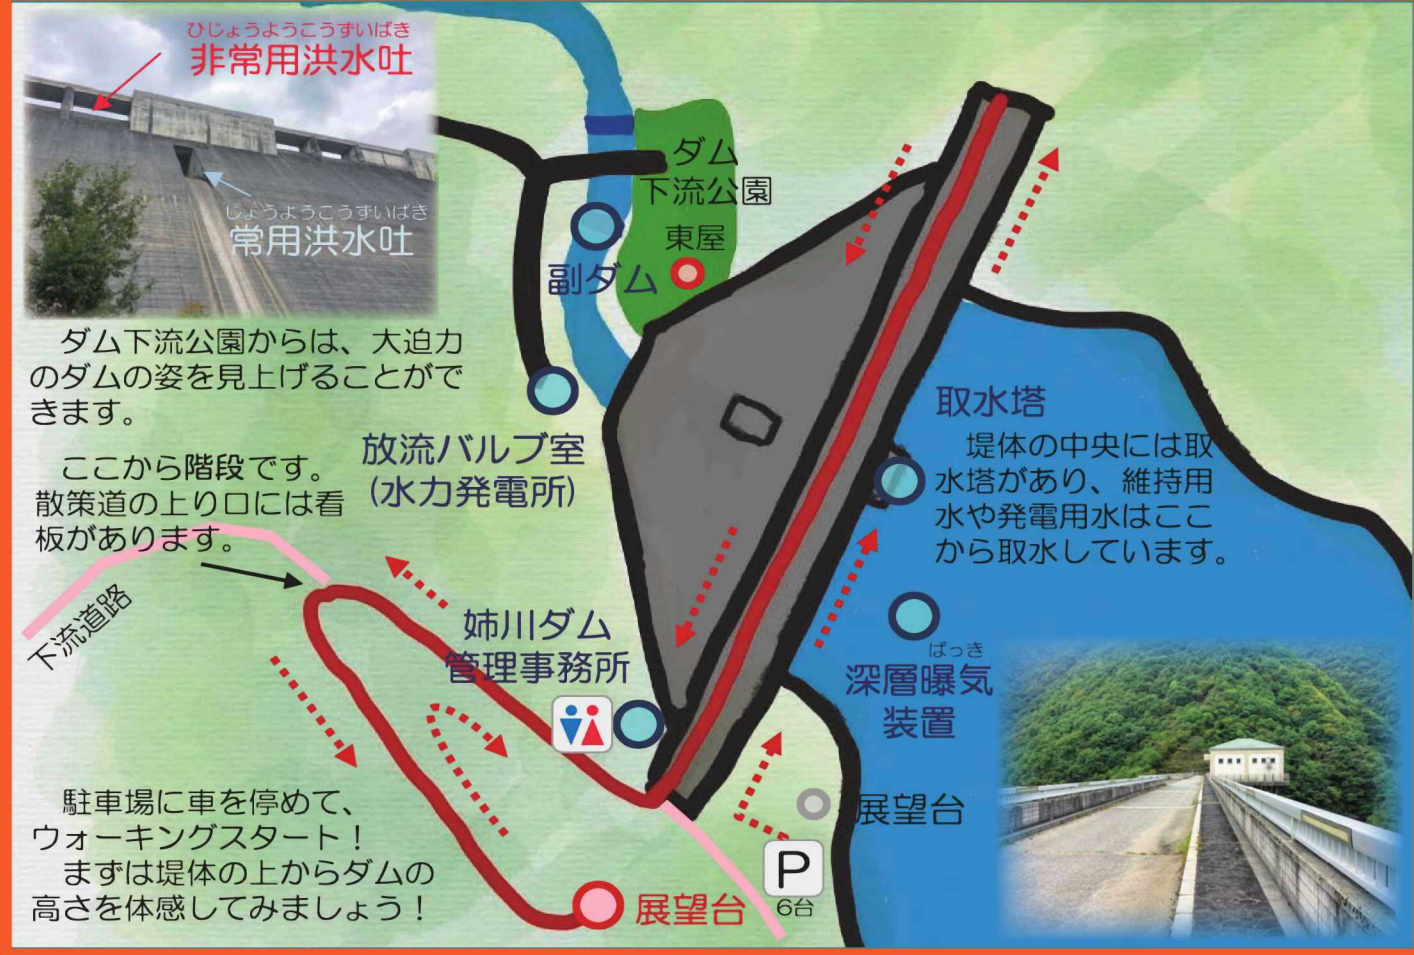 ひじょうようこうずいばき
非常用洪水吐
じょうようこうずいばき
常用洪水吐
ダム下流公園からは、大迫力
のダムの姿を見上げることがで
きます。
ここから階段です。
散策道の上り口には看
板があります。
下流道路
ダム
下流公園
東屋
副ダム
放流バルブ室
(水力発電所)
取水塔
堤体の中央には取
水塔があり、維持用
水や発電用水はここ
から取水しています。
姉川ダム
管理事務所
ばっき
深層曝気
装置
駐車場に車を停めて、
ウォーキングスタート!
まずは堤体の上からダムの
高さを体感してみましょう!
展望台
P
6台
展望台